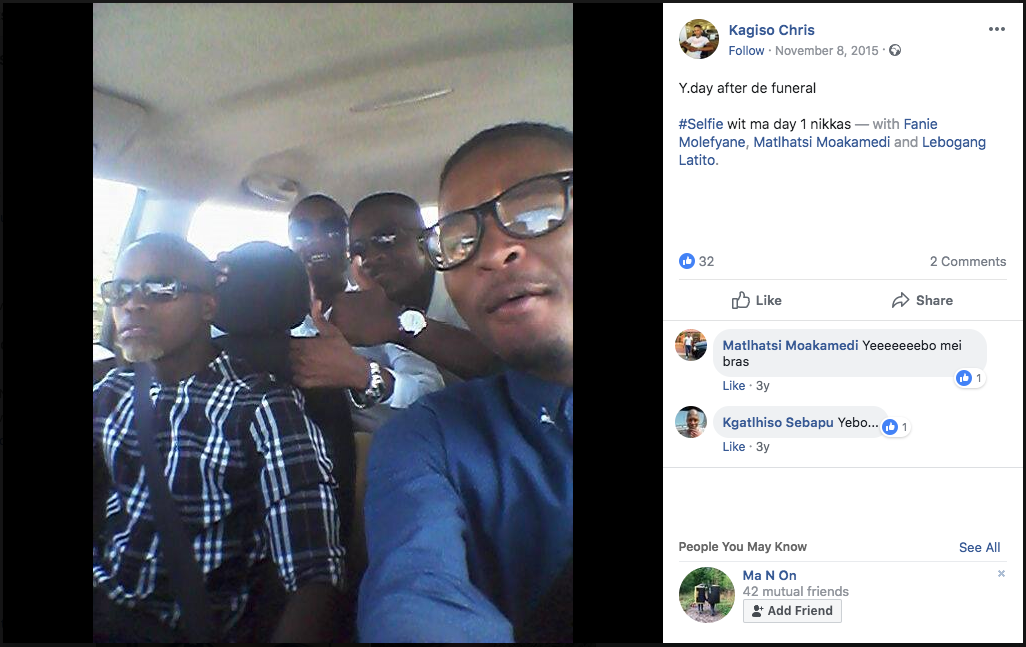 Kagiso Chris
Follow · November 8, 2015 ·
Y.day after de funeral
#Selfie wit ma day 1 nikkas — with Fanie
Molefyane, Matlhatsi Moakamedi and Lebogang
Latito.
32
2 Comments
Like
Share
Matlhatsi Moakamedi Yeeeeeeebo mei
bras
1
Like · 3y
Kgatlhiso Sebapu Yebo...
1
Like · 3y
People You May Know
See All
Ma N On
42 mutual friends
Add Friend